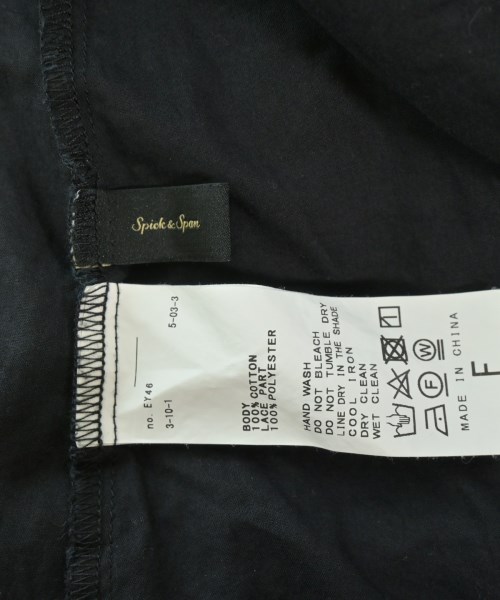 Spick & Span
no. EY46
3-10-1
5-03-3
BODY
100% COTTON
LACE PART
100% POLYESTER
HAND WASH
DO NOT BLEACH
DO NOT TUMBLE DRY
LINE DRY IN THE SHADE
COOL IRON
DRY CLEAN
WET CLEAN
F W
MADE IN CHINA
F